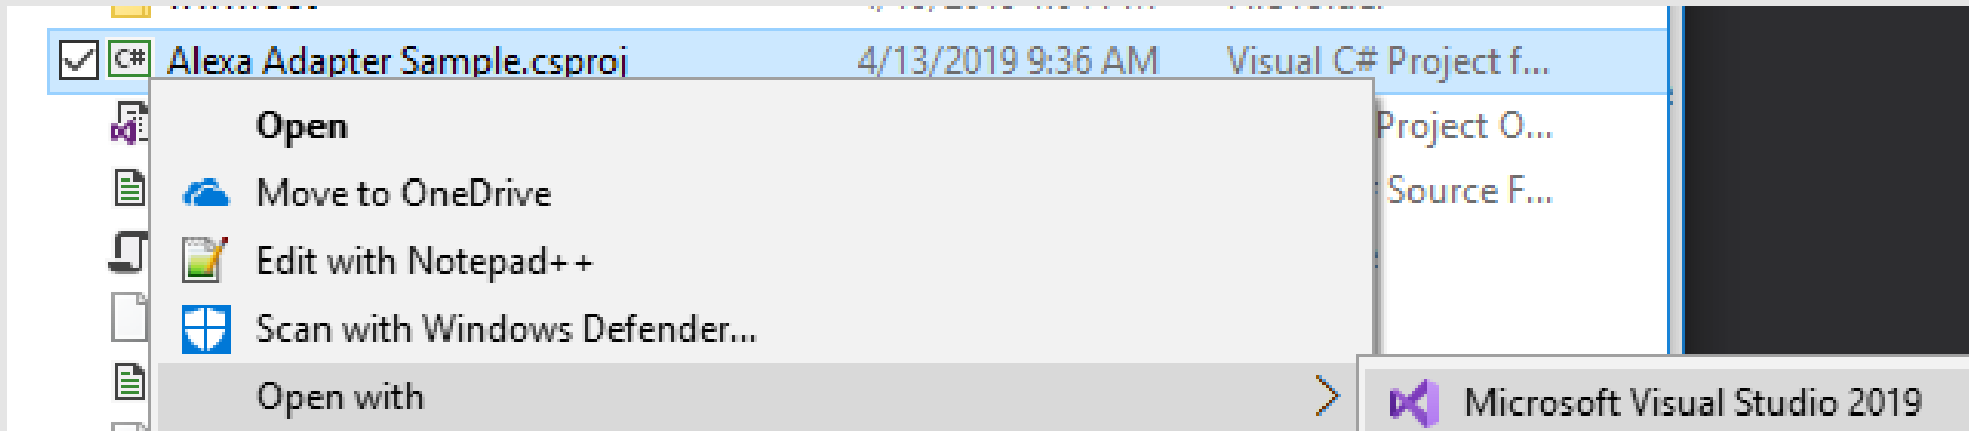 C# Alexa Adapter Sample.csproj 4/13/2019 9:36 AM Visual C# Project f...
Open
Project O...
Move to OneDrive
Source F...
Edit with Notepad++
Scan with Windows Defender...
Open with
Microsoft Visual Studio 2019